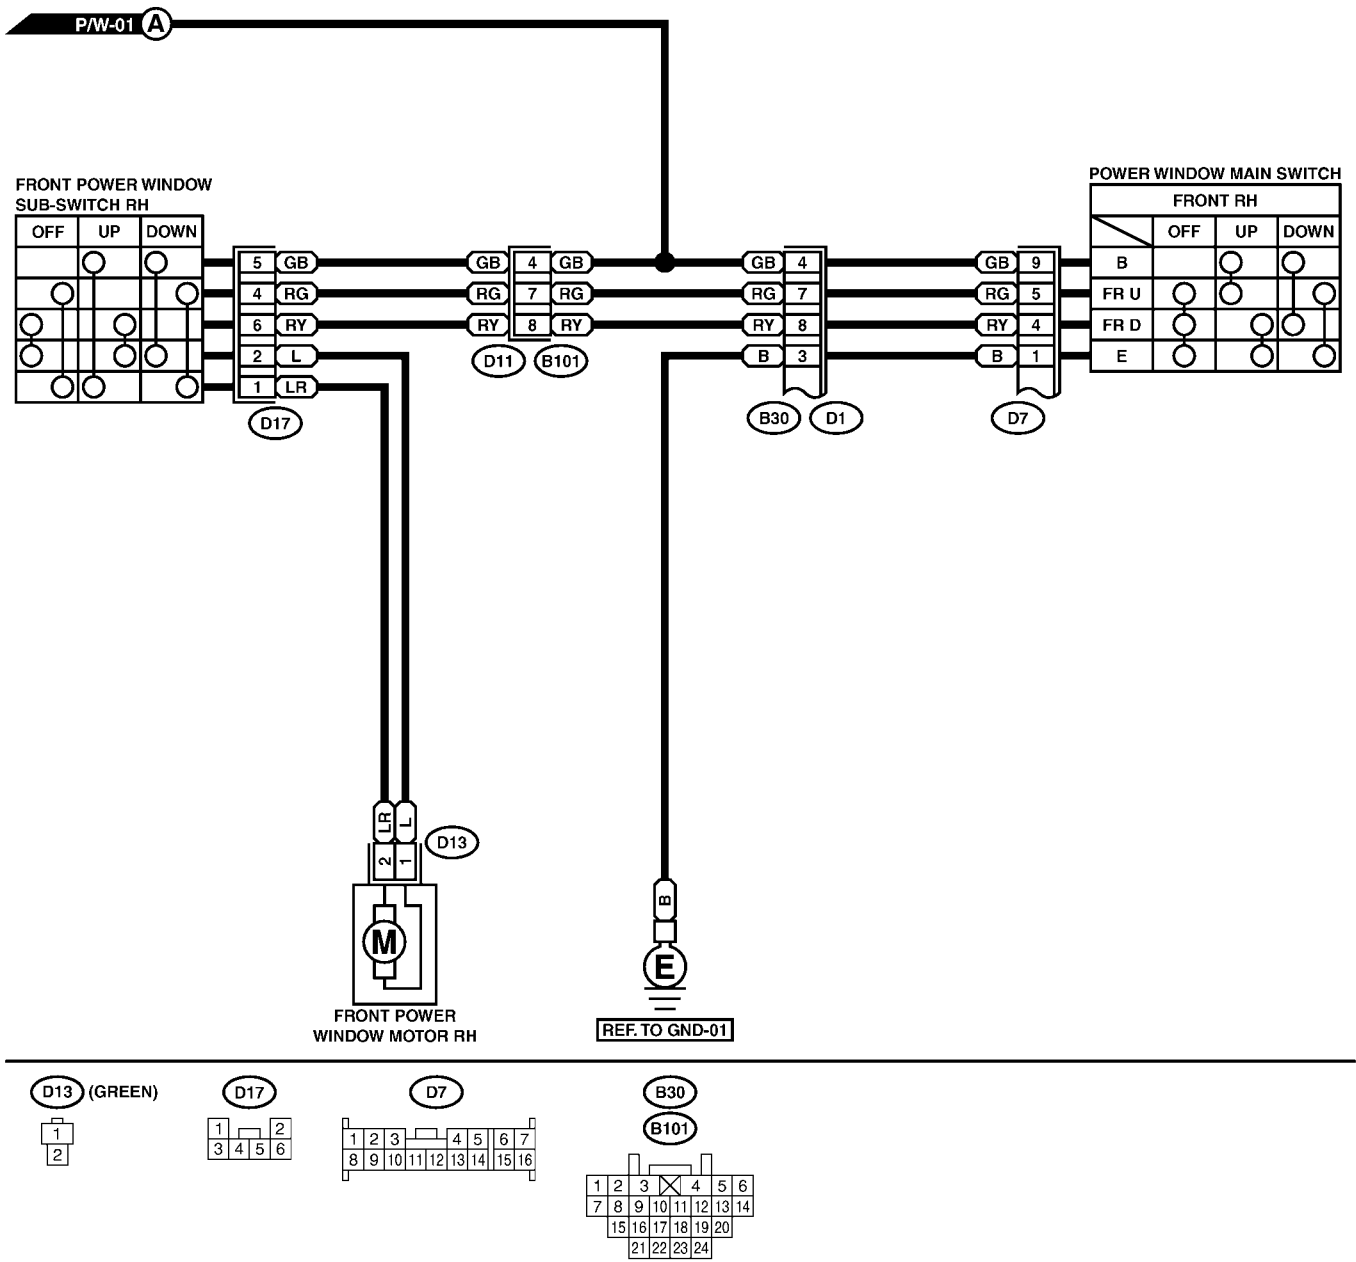 P/W-01 A
FRONT POWER WINDOW
SUB-SWITCH RH
OFF UP DOWN
POWER WINDOW MAIN SWITCH
FRONT RH
OFF UP DOWN
5 GB GB 4 GB GB 4 GB 9 B
4 RG RG 7 RG RG 7 RG 5 FR U
6 RY RY 8 RY RY 8 RY 4 FR D
2 L B 3 B 1 E
1 LR
D11 B101
D17
B30 D1
D7
LR L
D13
2 1
M
FRONT POWER
WINDOW MOTOR RH
B
E
REF. TO GND-01
D13 (GREEN)
1
2
D17
1 2
3 4 5 6
D7
1 2 3 4 5 6 7
8 9 10 11 12 13 14 15 16
B30
B101
1 2 3 4 5 6
7 8 9 10 11 12 13 14
15 16 17 18 19 20
21 22 23 24